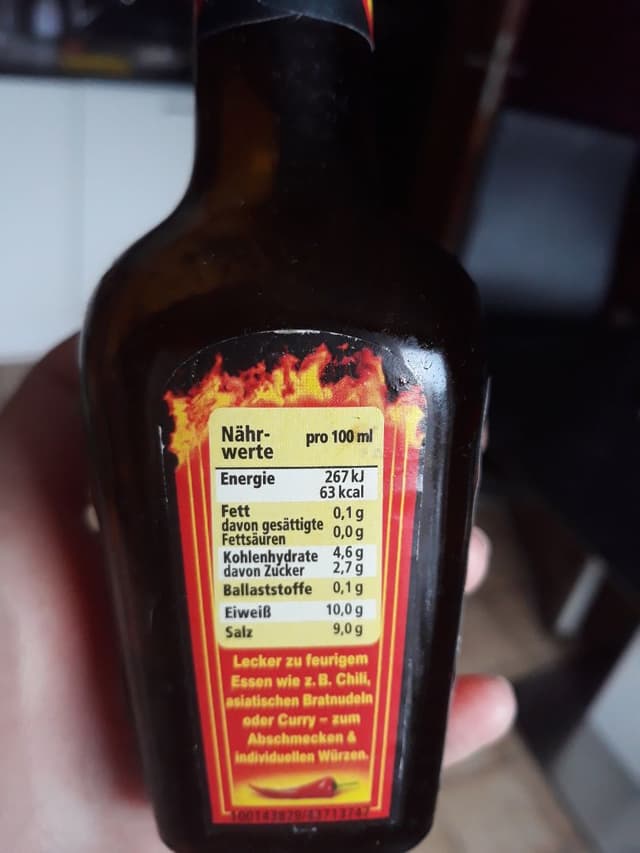 Nähr- pro 100 ml
werte
Energie 267 kJ
63 kcal
Fett 0,1 g
davon gesättigte 0,0 g
Fettsäuren
Kohlenhydrate 4,6 g
davon Zucker 2,7 g
Ballaststoffe 0,1 g
Eiweiß 10,0 g
Salz 9,0 g
Lecker zu feurigem
Essen wie z. B. Chili,
asiatischen Bratnudeln
oder Curry – zum
Abschmecken &
individuellen Würzen.